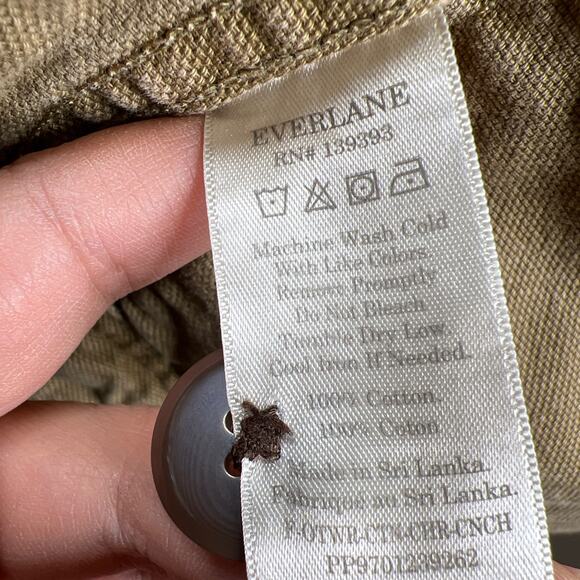 EVERLANE
RN# 139393
Machine Wash Cold
With Like Colors.
Remove Promptly
Do Not Bleach
Tumble Dry Low.
Cool Iron If Needed.
100% Cotton.
100% Coton
Made in Sri Lanka.
Fabriqué au Sri Lanka.
F-OTWR-CTN-CHR-CNCH
PP9701239262